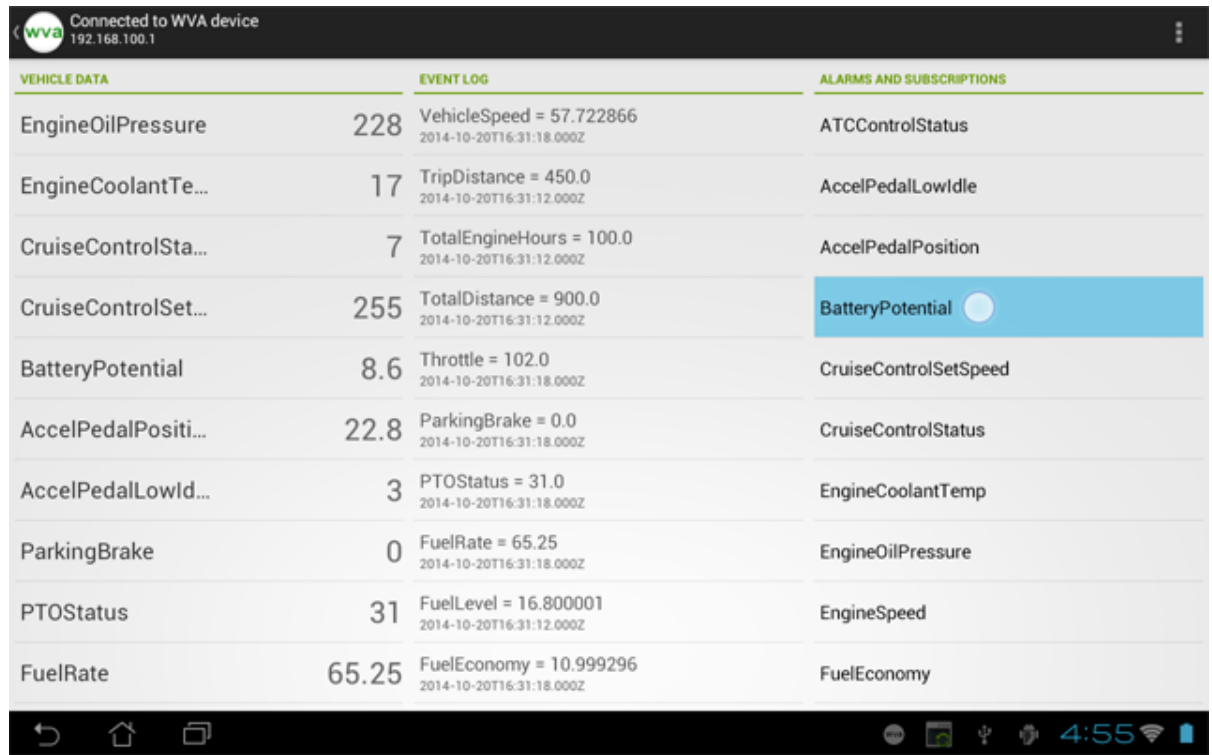 wva
Connected to WVA device
192.168.100.1
VEHICLE DATA
EngineOilPressure 228
EngineCoolantTe... 17
CruiseControlSta... 7
CruiseControlSet... 255
BatteryPotential 8.6
AccelPedalPositi... 22.8
AccelPedalLowId... 3
ParkingBrake 0
PTOStatus 31
FuelRate 65.25
EVENT LOG
VehicleSpeed = 57.722866
2014-10-20T16:31:18.000Z
TripDistance = 450.0
2014-10-20T16:31:12.000Z
TotalEngineHours = 100.0
2014-10-20T16:31:12.000Z
TotalDistance = 900.0
2014-10-20T16:31:12.000Z
Throttle = 102.0
2014-10-20T16:31:18.000Z
ParkingBrake = 0.0
2014-10-20T16:31:18.000Z
PTOStatus = 31.0
2014-10-20T16:31:18.000Z
FuelRate = 65.25
2014-10-20T16:31:18.000Z
FuelLevel = 16.800001
2014-10-20T16:31:12.000Z
FuelEconomy = 10.999296
2014-10-20T16:31:18.000Z
ALARMS AND SUBSCRIPTIONS
ATCControlStatus
AccelPedalLowIdle
AccelPedalPosition
BatteryPotential
CruiseControlSetSpeed
CruiseControlStatus
EngineCoolantTemp
EngineOilPressure
EngineSpeed
FuelEconomy
4:55